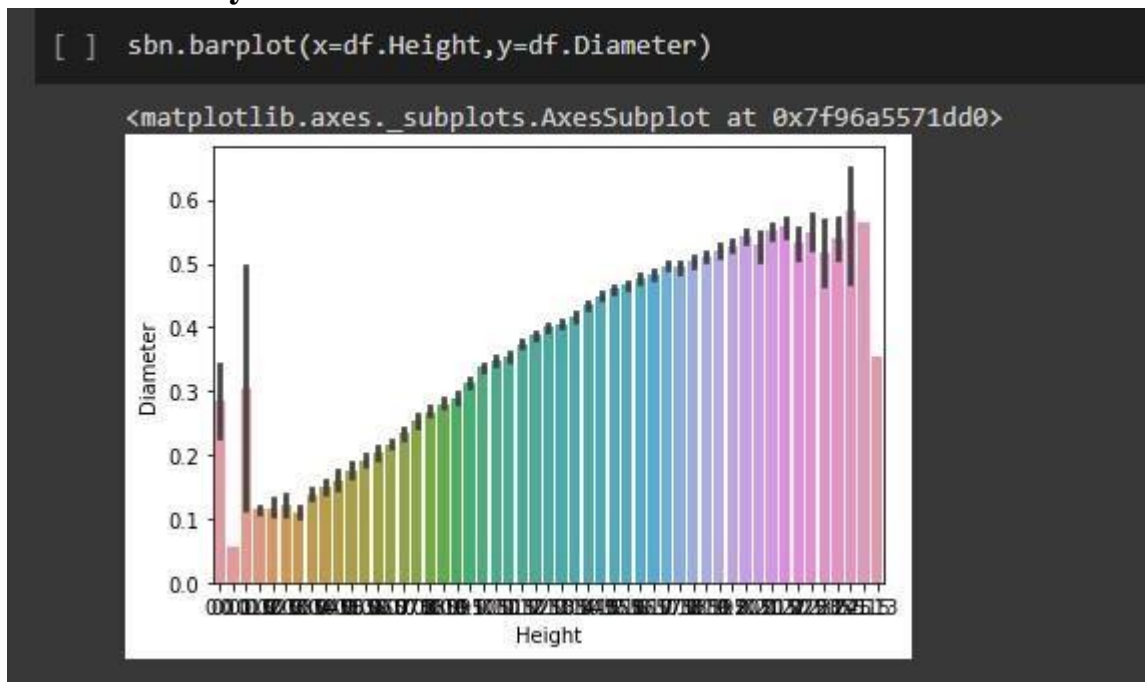 [ ] sbn.barplot(x=df.Height,y=df.Diameter)
<matplotlib.axes._subplots.AxesSubplot at 0x7f96a5571dd0>
0.6
0.5
0.4
Diameter
0.3
0.2
0.1
0.0
Height